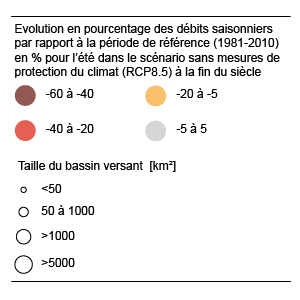 Evolution en pourcentage des débits saisonniers
par rapport à la période de référence (1981-2010)
en % pour l'été dans le scénario sans mesures de
protection du climat (RCP8.5) à la fin du siècle
-60 à -40
-20 à -5
-40 à -20
-5 à 5
Taille du bassin versant [km²]
<50
50 à 1000
>1000
>5000